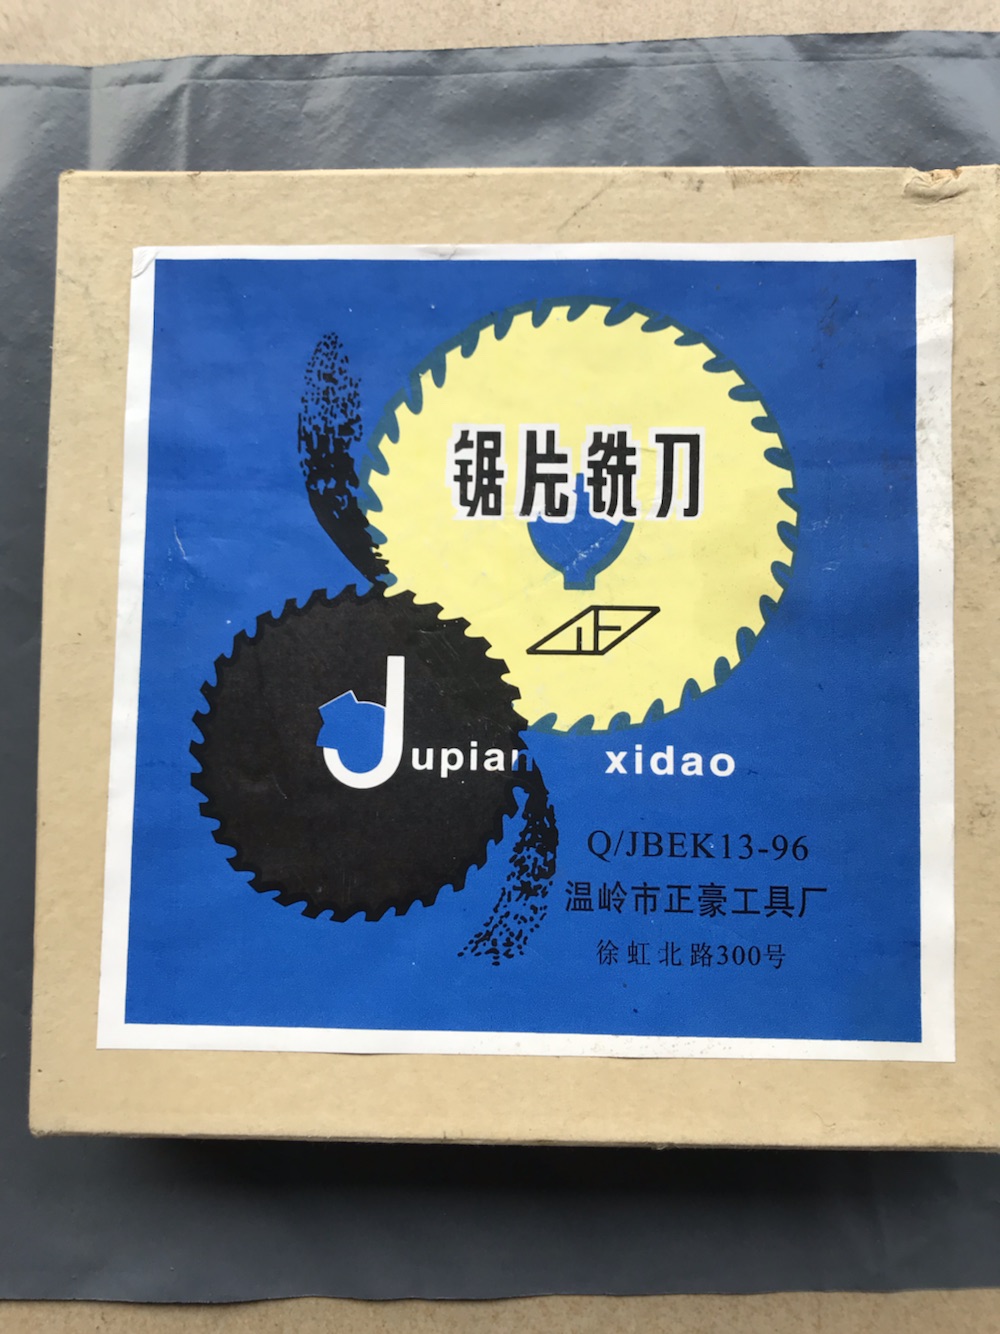 锯片铣刀
正
Jupian xidao
Q/JBEK13-96
温岭市正豪工具厂
徐虹北路300号